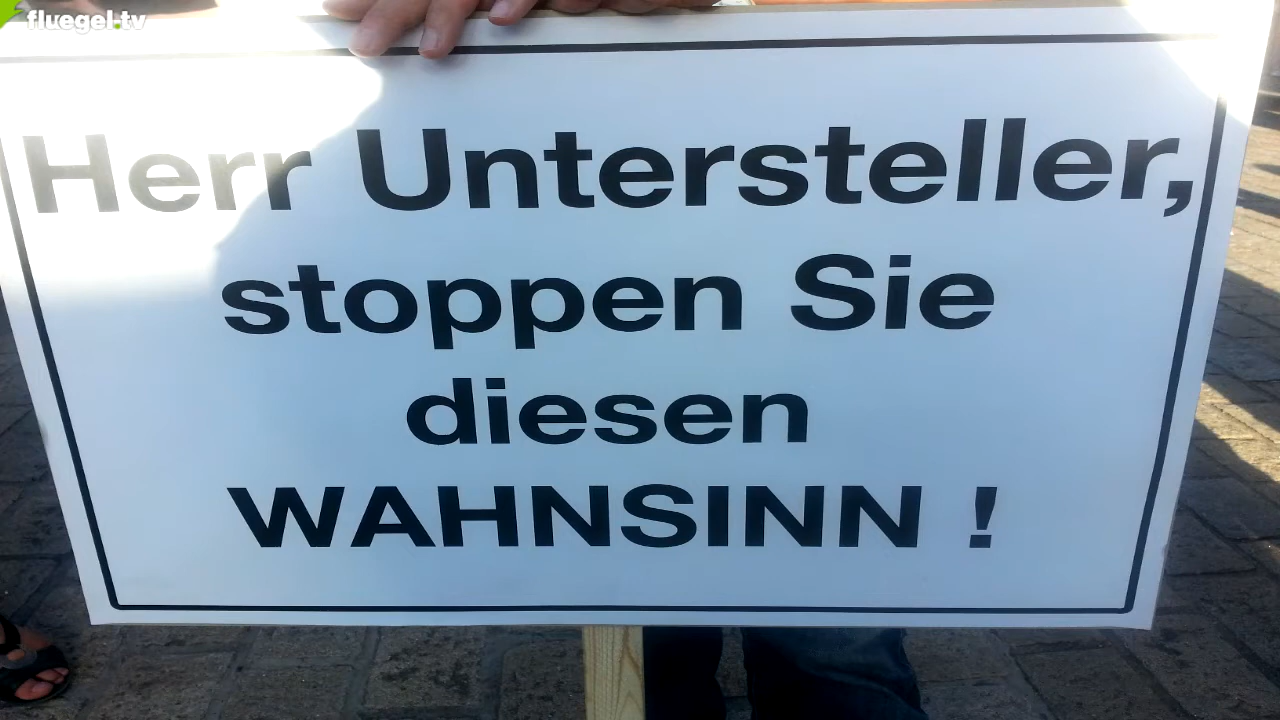 fluegel.tv
Herr Untersteller,
stoppen Sie
diesen
WAHNSINN !